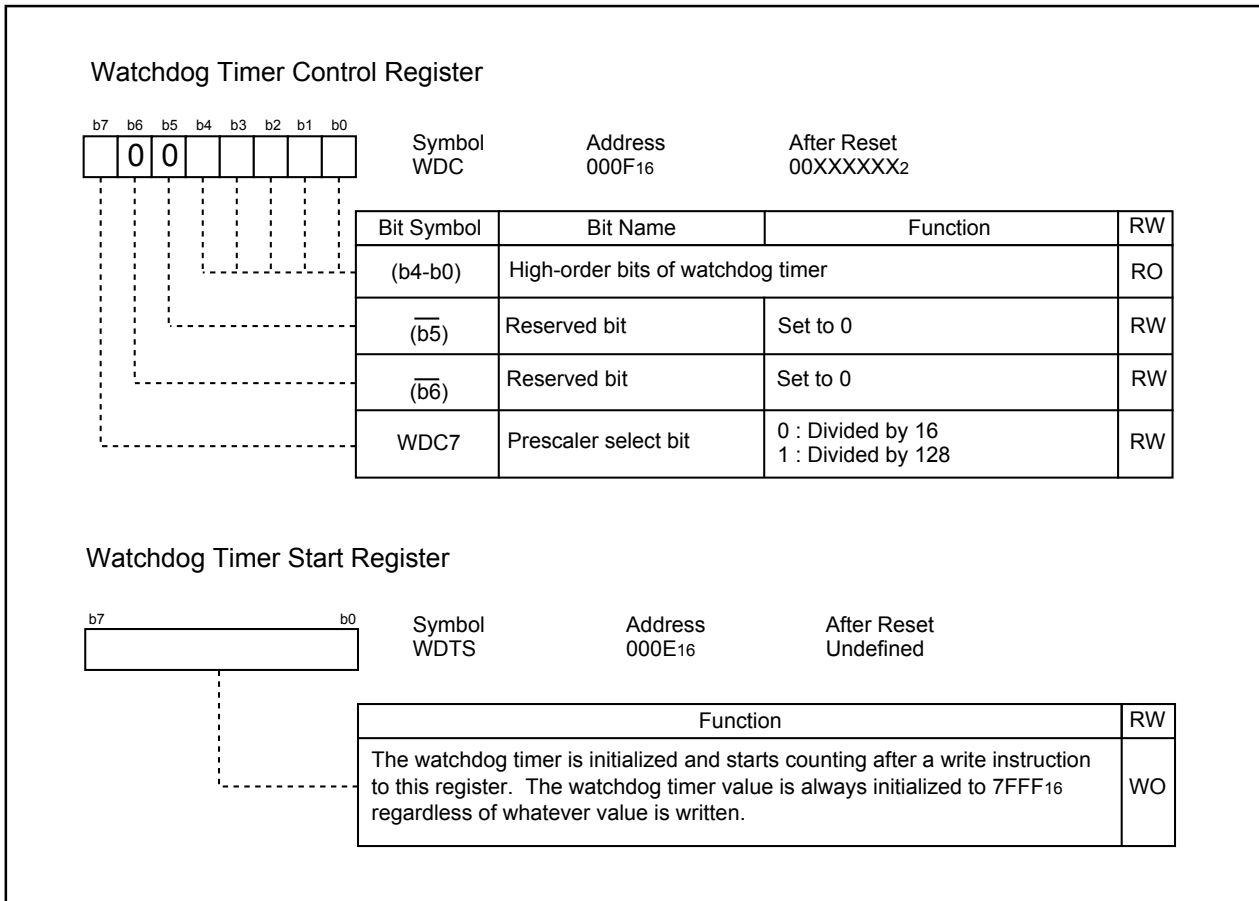 Watchdog Timer Control Register
b7 b6 b5 b4 b3 b2 b1 b0
0 0
Symbol Address After Reset
WDC 000F16 00XXXXXX2
Bit Symbol Bit Name Function RW
(b4-b0) High-order bits of watchdog timer RO
(b5) Reserved bit Set to 0 RW
(b6) Reserved bit Set to 0 RW
WDC7 Prescaler select bit 0 : Divided by 16 RW
1 : Divided by 128
Watchdog Timer Start Register
b7 b0
Symbol Address After Reset
WDTS 000E16 Undefined
Function RW
The watchdog timer is initialized and starts counting after a write instruction
to this register. The watchdog timer value is always initialized to 7FFF16 WO
regardless of whatever value is written.